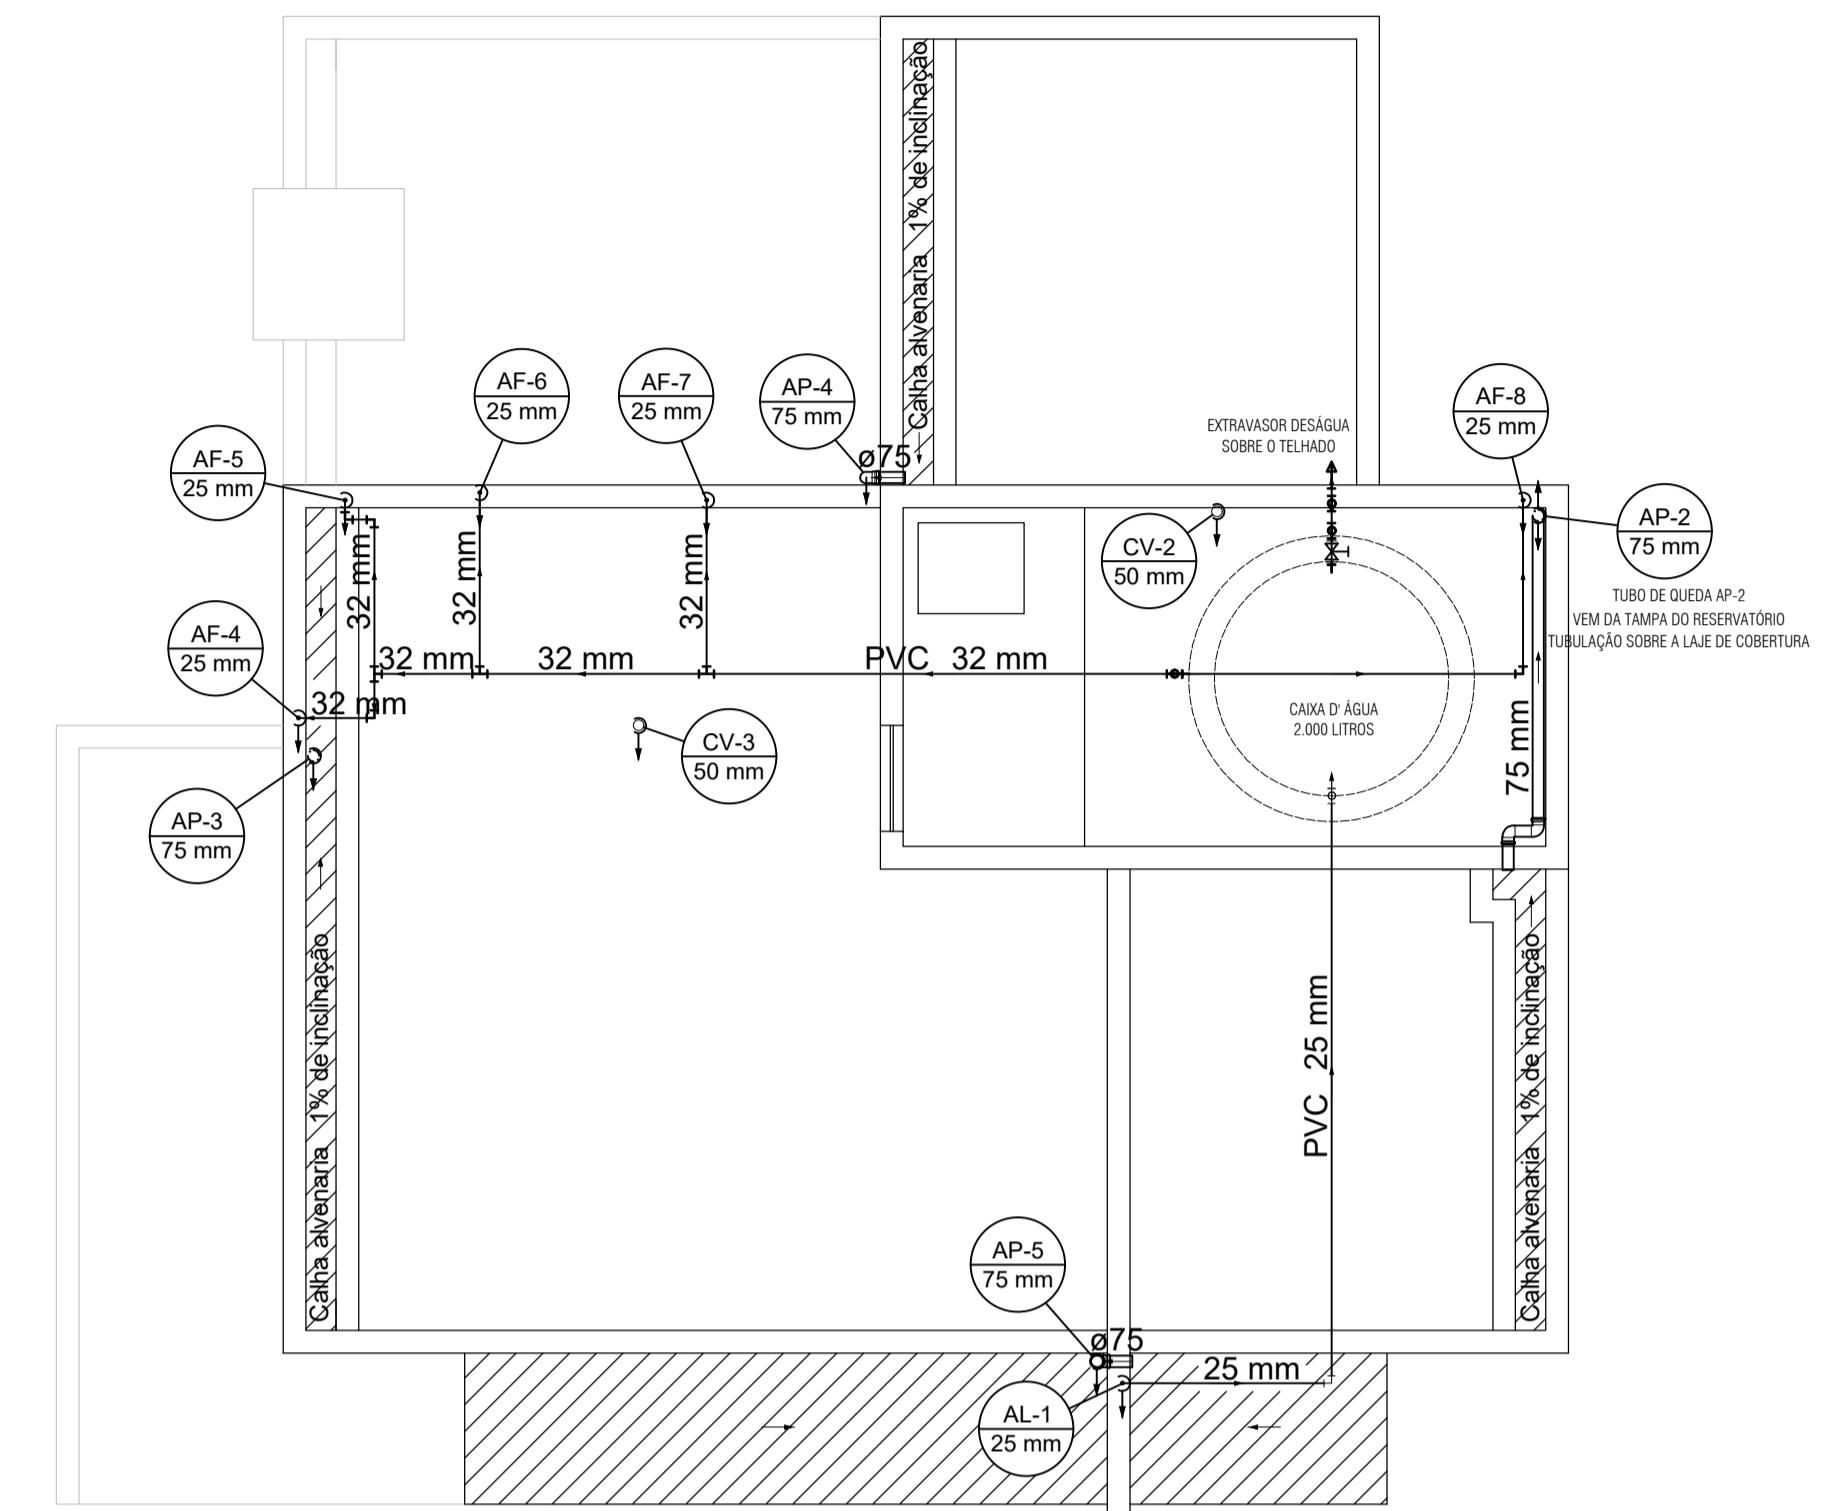 Calha alvenaria 1% de inclinação
AF-6
25 mm
AF-7
25 mm
AP-4
75 mm
AF-8
25 mm
EXTRAVASOR DESÁGUA
SOBRE O TELHADO
AF-5
25 mm
ø75
AP-2
75 mm
CV-2
50 mm
TUBO DE QUEDA AP-2
VEM DA TAMPA DO RESERVATÓRIO
TUBULAÇÃO SOBRE A LAJE DE COBERTURA
32 mm
32 mm
32 mm
AF-4
25 mm
32 mm
32 mm
PVC 32 mm
32 mm
CAIXA D' ÁGUA
2.000 LITROS
CV-3
50 mm
75 mm
AP-3
75 mm
Calha alvenaria 1% de inclinação
PVC 25 mm
Calha alvenaria 1% de inclinação
AP-5
75 mm
ø75
25 mm
AL-1
25 mm